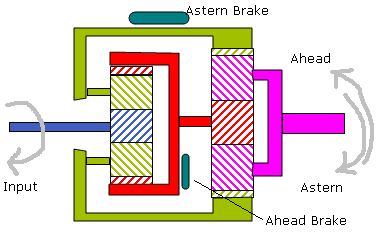 Astern Brake
Ahead
Input
Astern
Ahead Brake